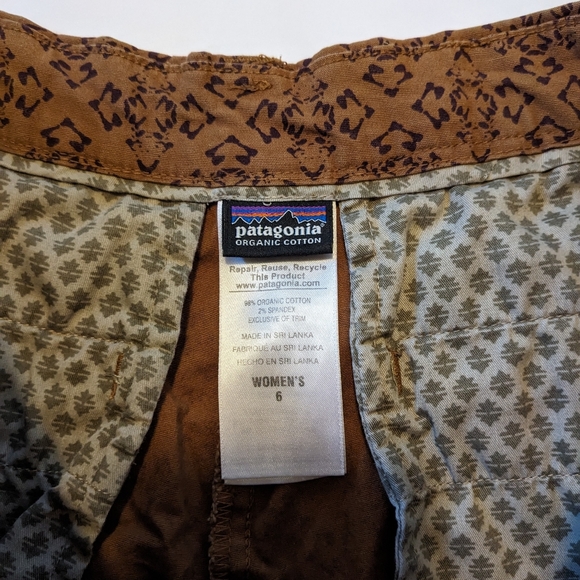 patagonia
ORGANIC COTTON
Repair, Reuse, Recycle
This Product
www.patagonia.com
98% ORGANIC COTTON
2% SPANDEX
EXCLUSIVE OF TRIM
MADE IN SRI LANKA
FABRIQUÉ AU SRI LANKA
HECHO EN SRI LANKA
WOMEN'S
6